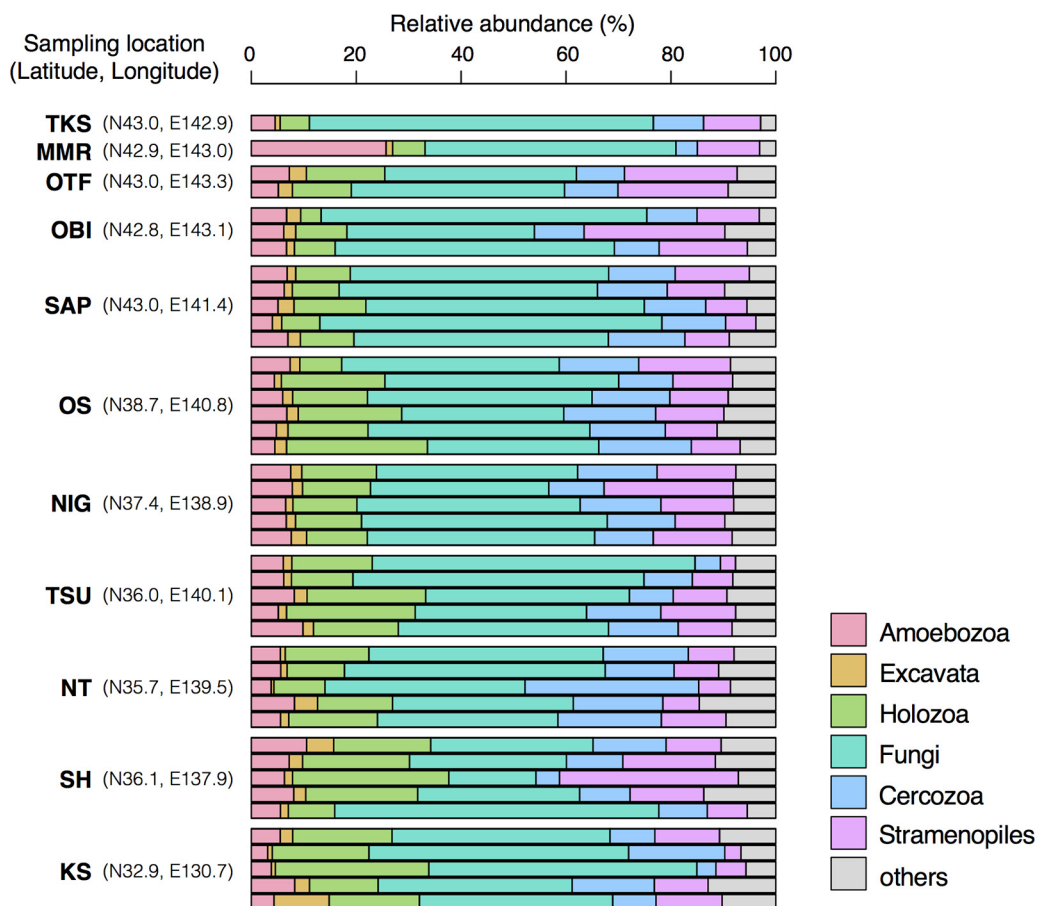 Relative abundance (%)
Sampling location
(Latitude, Longitude)
0 20 40 60 80 100
TKS (N43.0, E142.9)
MMR (N42.9, E143.0)
OTF (N43.0, E143.3)
OBI (N42.8, E143.1)
SAP (N43.0, E141.4)
OS (N38.7, E140.8)
NIG (N37.4, E138.9)
TSU (N36.0, E140.1)
NT (N35.7, E139.5)
SH (N36.1, E137.9)
KS (N32.9, E130.7)
Amoebozoa
Excavata
Holozoa
Fungi
Cercozoa
Stramenopiles
others